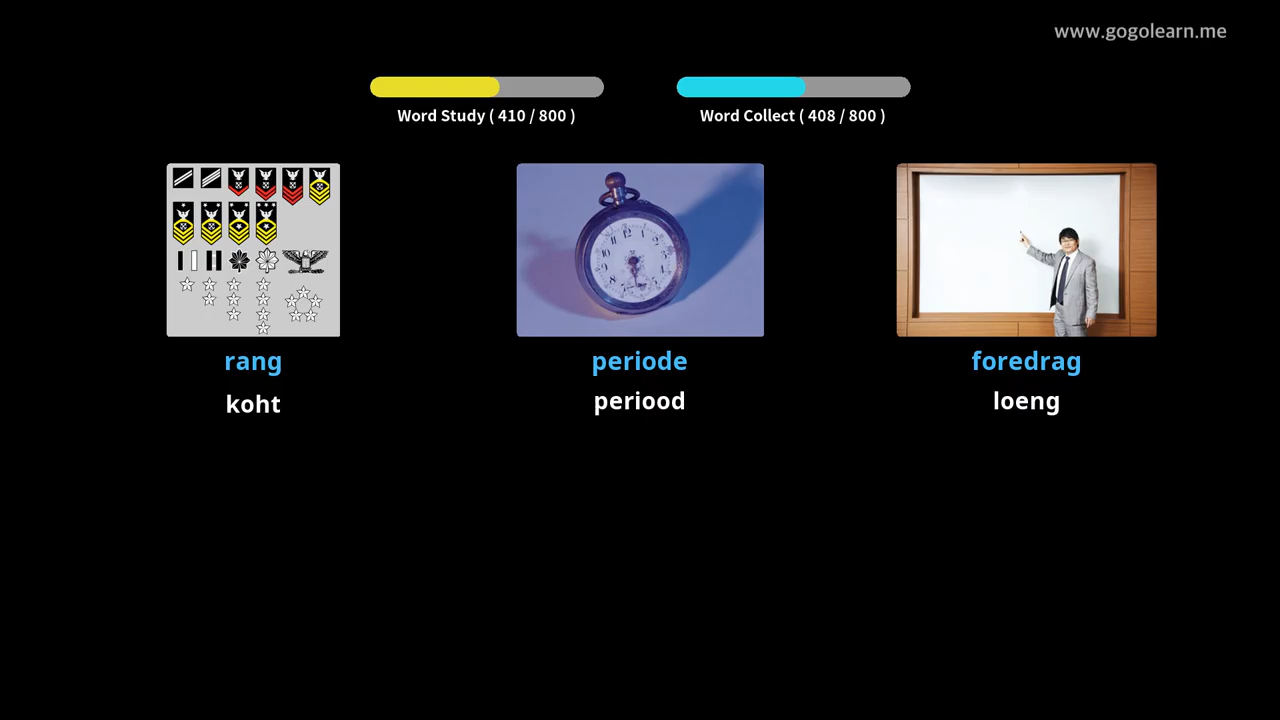 www.gogolearn.me
Word Study ( 410 / 800 )
Word Collect ( 408 / 800 )
rang
periode
foredrag
koht
periood
loeng